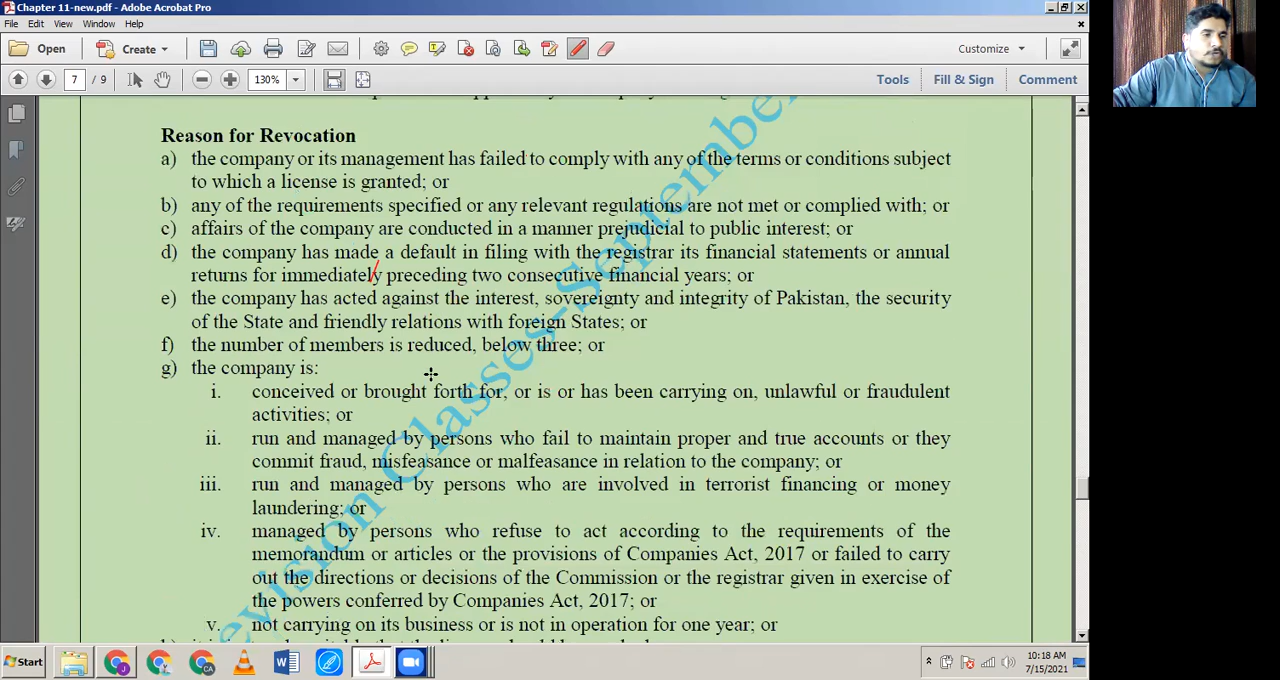 Chapter 11-new.pdf - Adobe Acrobat Pro
File Edit View Window Help
Open Create Customize
7 / 9 130% Tools Fill & Sign Comment
Reason for Revocation
a) the company or its management has failed to comply with any of the terms or conditions subject
to which a license is granted; or
b) any of the requirements specified or any relevant regulations are not met or complied with; or
c) affairs of the company are conducted in a manner prejudicial to public interest; or
d) the company has made a default in filing with the registrar its financial statements or annual
returns for immediately preceding two consecutive financial years; or
e) the company has acted against the interest, sovereignty and integrity of Pakistan, the security
of the State and friendly relations with foreign States; or
f) the number of members is reduced, below three; or
g) the company is:
i. conceived or brought forth for, or is or has been carrying on, unlawful or fraudulent
activities; or
ii. run and managed by persons who fail to maintain proper and true accounts or they
commit fraud, misfeasance or malfeasance in relation to the company; or
iii. run and managed by persons who are involved in terrorist financing or money
laundering; or
iv. managed by persons who refuse to act according to the requirements of the
memorandum or articles or the provisions of Companies Act, 2017 or failed to carry
out the directions or decisions of the Commission or the registrar given in exercise of
the powers conferred by Companies Act, 2017; or
v. not carrying on its business or is not in operation for one year; or
Revision Classes-September
Start 10:18 AM
7/15/2021